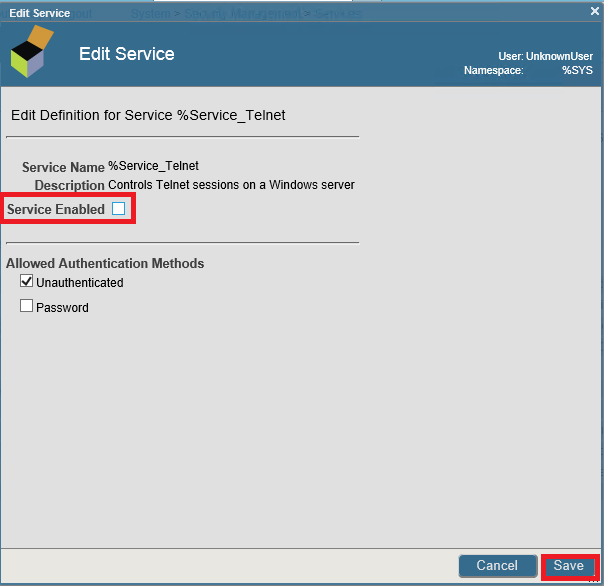 Edit Service
System > Security Management > Services
Edit Service
User: UnknownUser
Namespace: %SYS
Edit Definition for Service %Service_Telnet
Service Name %Service_Telnet
Description Controls Telnet sessions on a Windows server
Service Enabled
Allowed Authentication Methods
Unauthenticated
Password
Cancel Save